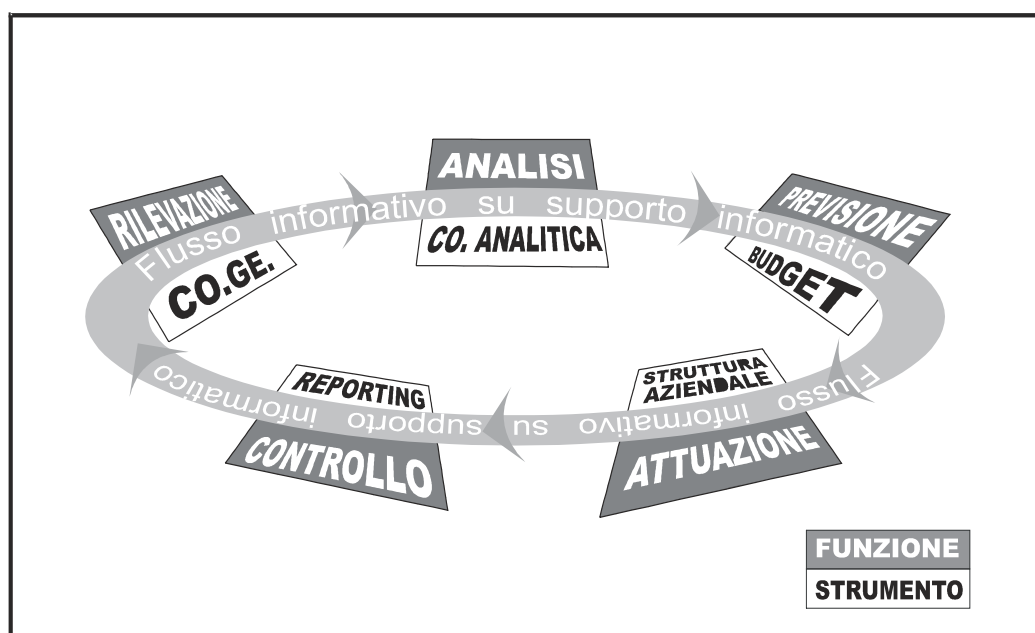 RILEVAZIONE
CO.GE.
ANALISI
CO. ANALITICA
PREVISIONE
BUDGET
Flusso informativo su supporto informatico
STRUTTURA
AZIENDALE
ATTUAZIONE
REPORTING
CONTROLLO
Flusso informativo su supporto informatico
FUNZIONE
STRUMENTO